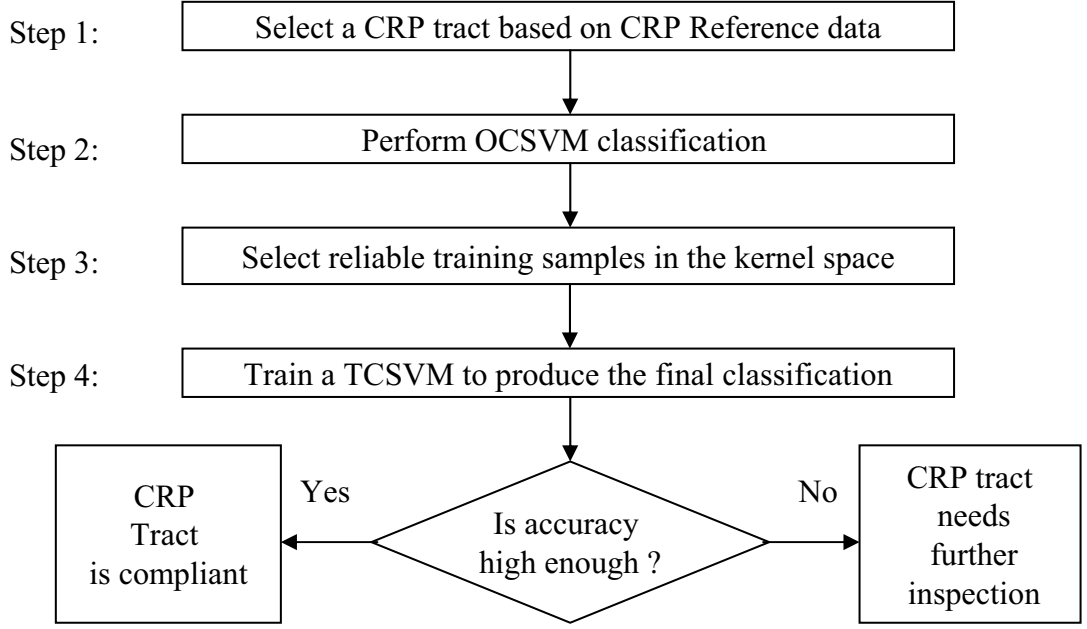 Step 1:
Select a CRP tract based on CRP Reference data
Step 2:
Perform OCSVM classification
Step 3:
Select reliable training samples in the kernel space
Step 4:
Train a TCSVM to produce the final classification
CRP
Tract
is compliant
Yes
Is accuracy
high enough ?
No
CRP tract
needs
further
inspection